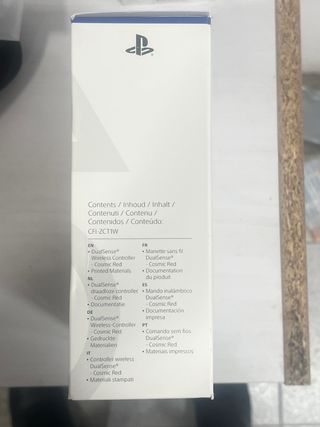 Contents / Inhoud / Inhalt /
Contenuti / Contenu /
Contenidos / Conteúdo:
CFI-ZCT1W
EN
• DualSense®
Wireless Controller
- Cosmic Red
• Printed Materials
NL
• DualSense®
draadloze controller
- Cosmic Red
• Documentatie
DE
• DualSense®
Wireless-Controller
- Cosmic Red
• Gedruckte
Materialien
IT
• Controller wireless
DualSense®
- Cosmic Red
• Materiali stampati
FR
• Manette sans fil
DualSense®
- Cosmic Red
• Documentation
du produit
ES
• Mando inalámbrico
DualSense®
- Cosmic Red
• Documentación
impresa
PT
• Comando sem fios
DualSense®
- Cosmic Red
• Materiais impressos